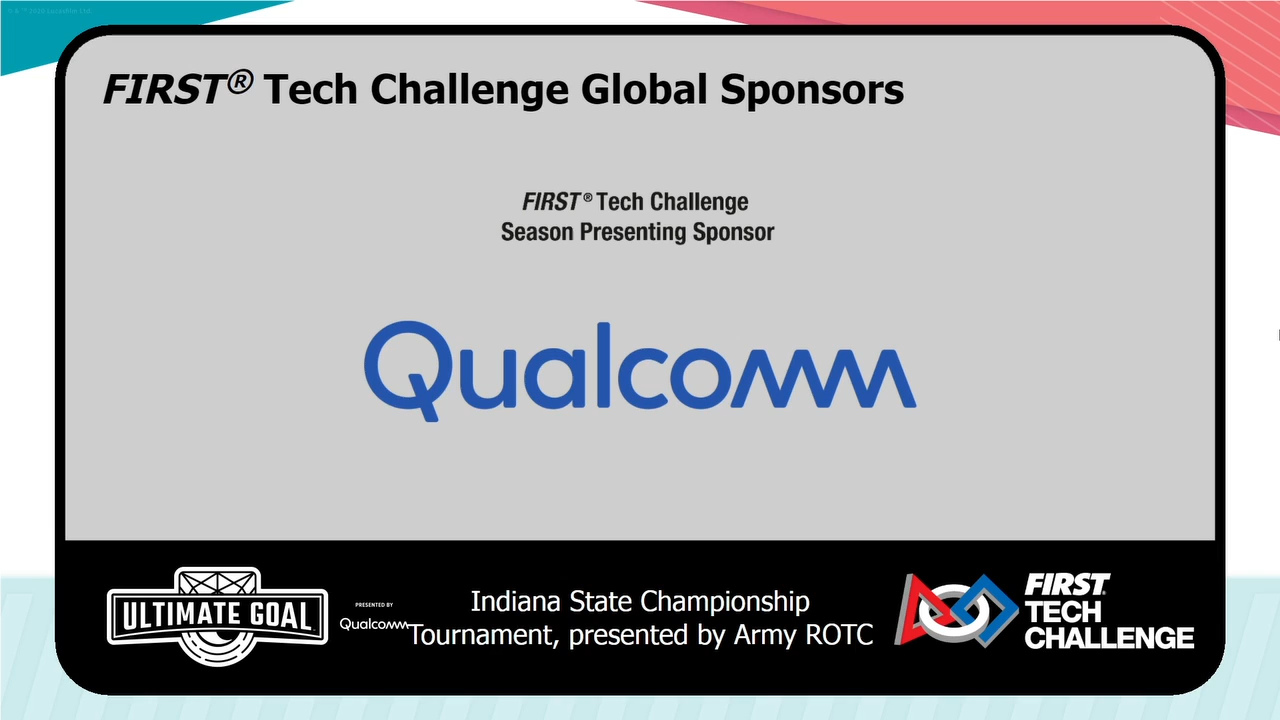 FIRST® Tech Challenge Global Sponsors
FIRST® Tech Challenge
Season Presenting Sponsor
Qualcomm
ULTIMATE GOAL
PRESENTED BY
Qualcomm
Indiana State Championship
Tournament, presented by Army ROTC
FIRST®
TECH
CHALLENGE